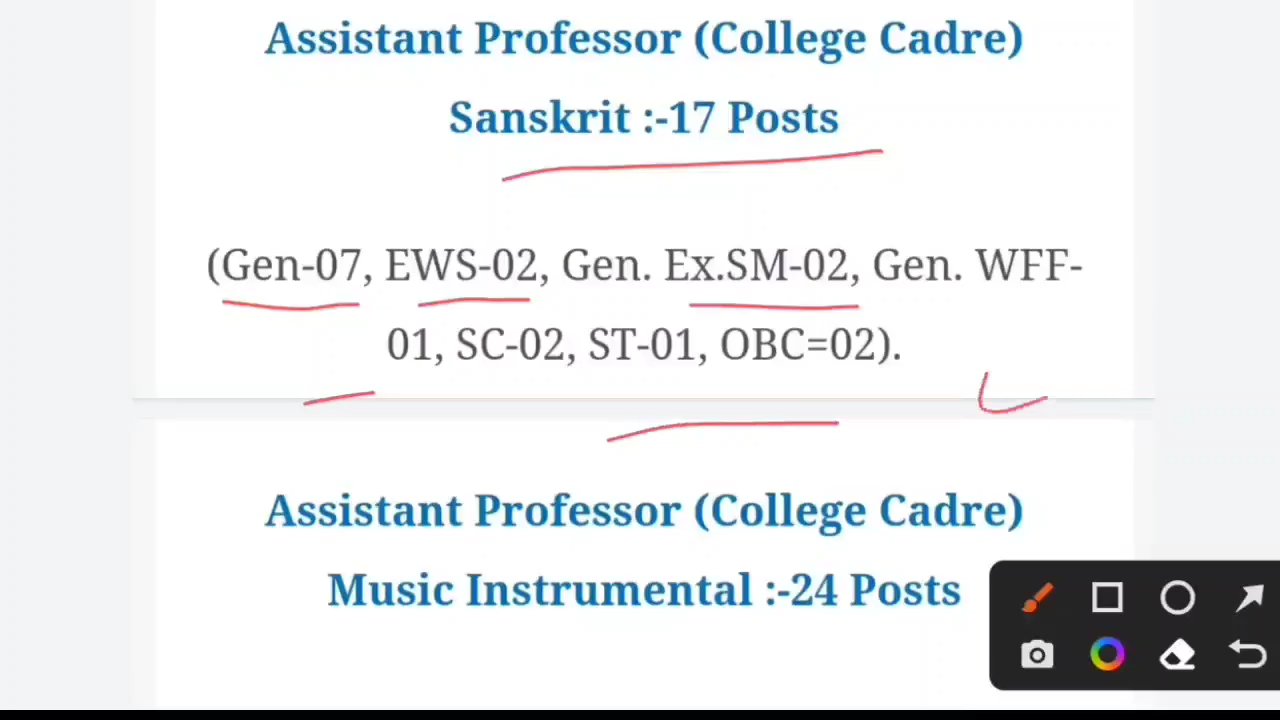 Assistant Professor (College Cadre)
Sanskrit :-17 Posts
(Gen-07, EWS-02, Gen. Ex.SM-02, Gen. WFF-
01, SC-02, ST-01, OBC=02).
Assistant Professor (College Cadre)
Music Instrumental :-24 Posts